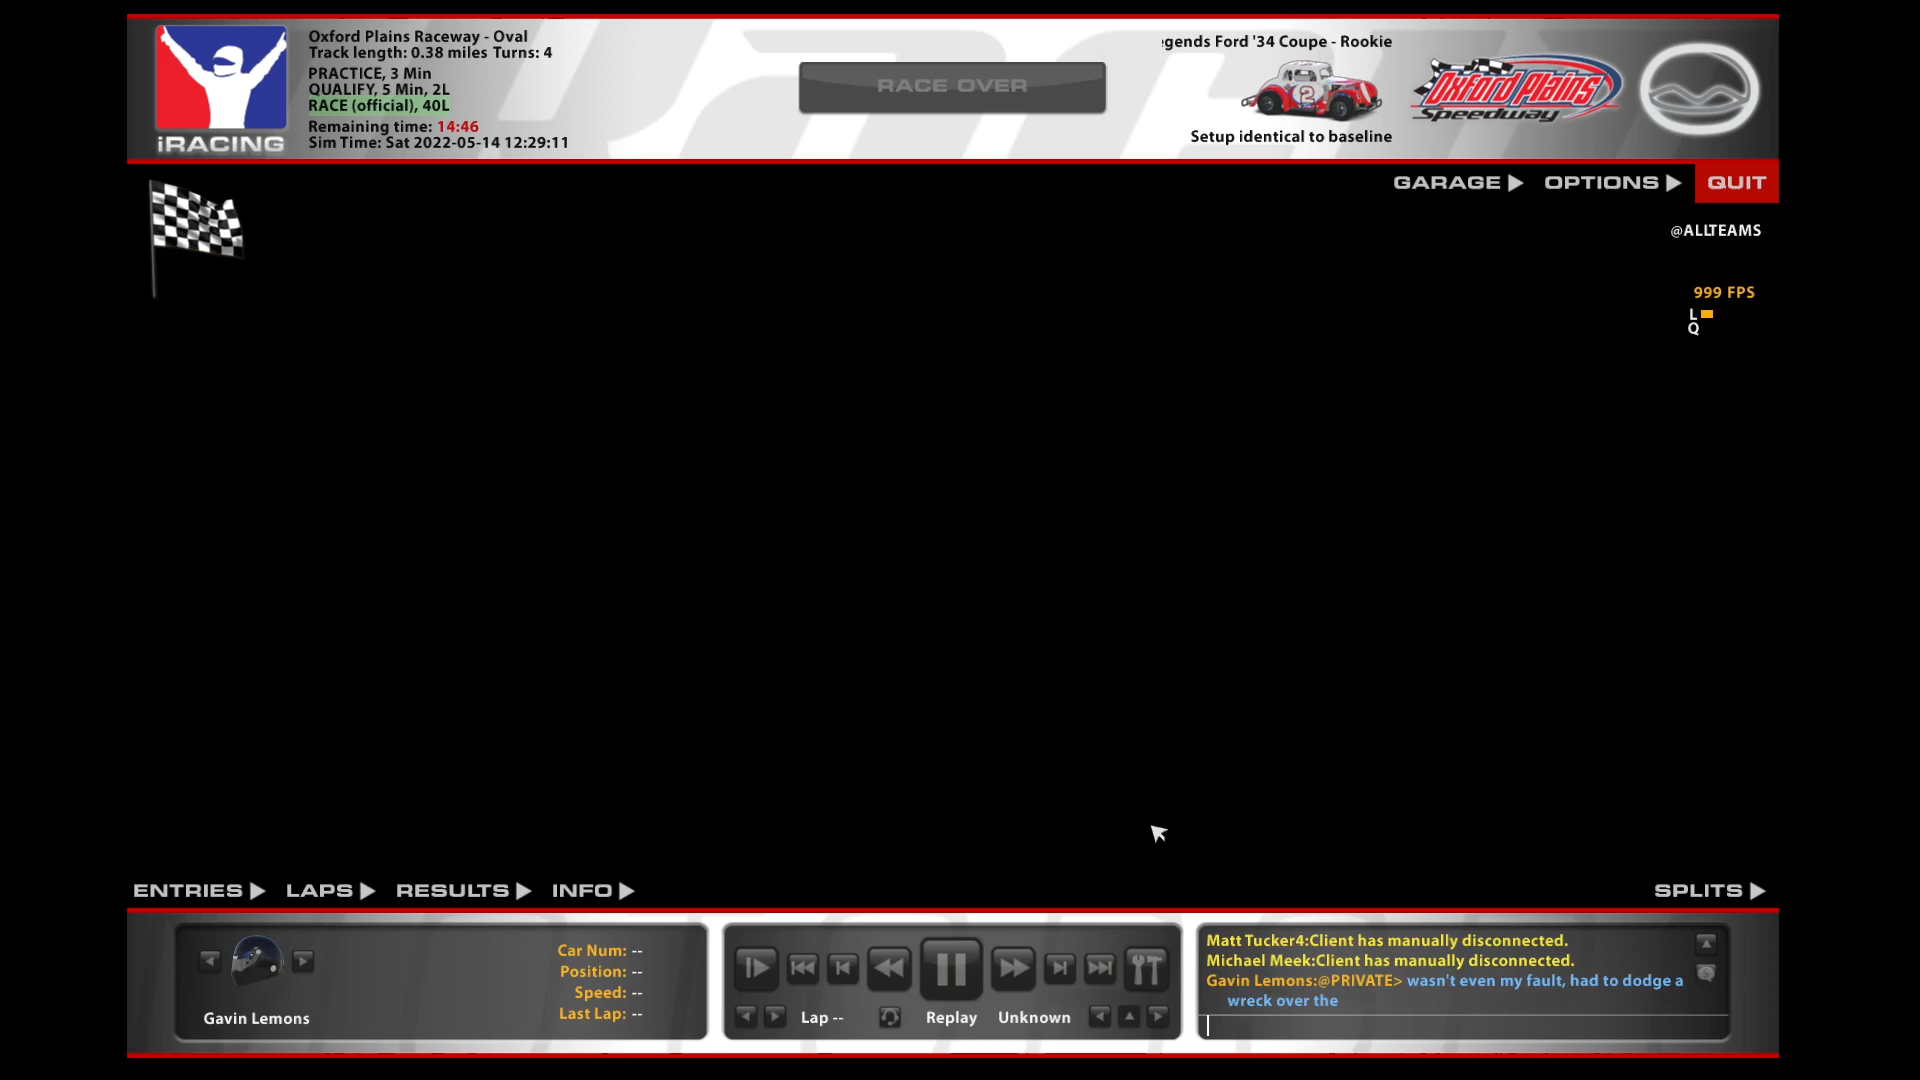 Oxford Plains Raceway - Oval
Track length: 0.38 miles Turns: 4
PRACTICE, 3 Min
QUALIFY, 5 Min, 2L
RACE (official), 40L
Remaining time: 14:46
Sim Time: Sat 2022-05-14 12:29:11
iRACING
RACE OVER
egends Ford '34 Coupe - Rookie
2
Setup identical to baseline
Oxford Plains
Speedway
GARAGE
OPTIONS
QUIT
@ALLTEAMS
999 FPS
L
Q
ENTRIES
LAPS
RESULTS
INFO
SPLITS
Gavin Lemons
Car Num: --
Position: --
Speed: --
Last Lap: --
Lap --
Replay
Unknown
Matt Tucker4:Client has manually disconnected.
Michael Meek:Client has manually disconnected.
Gavin Lemons:@PRIVATE> wasn't even my fault, had to dodge a
wreck over the